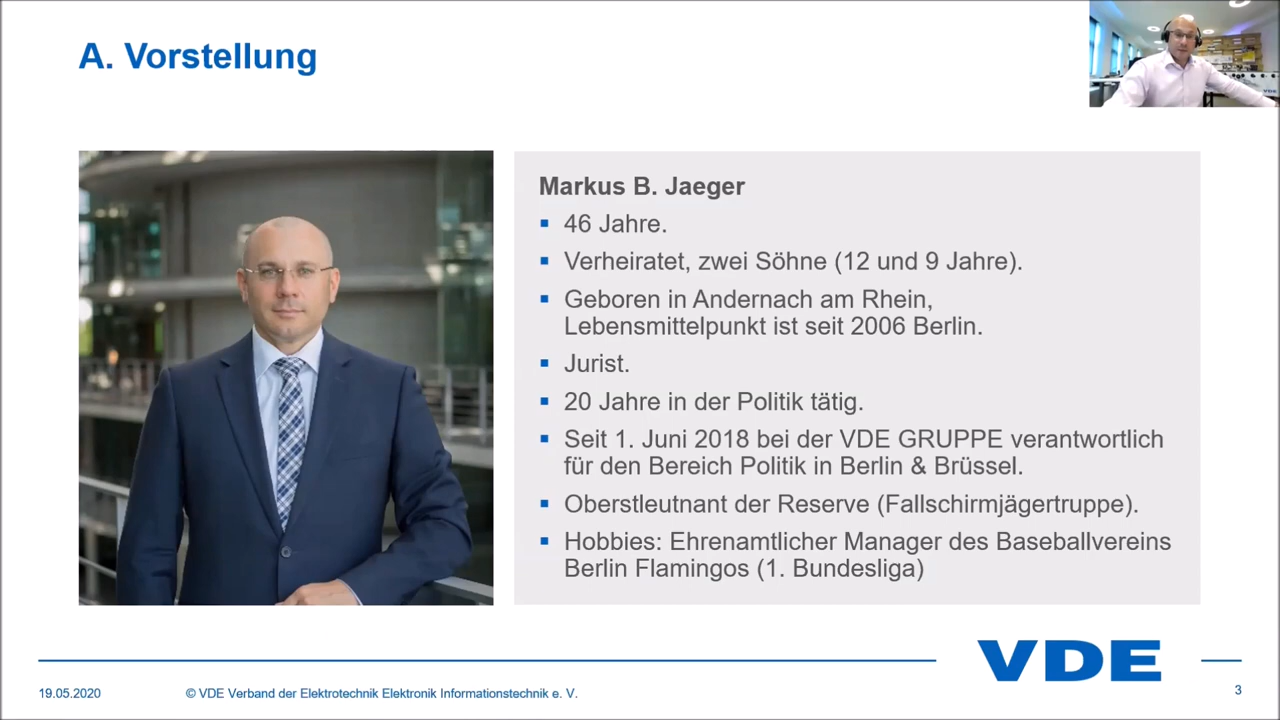 A. Vorstellung
Markus B. Jaeger
▪ 46 Jahre.
▪ Verheiratet, zwei Söhne (12 und 9 Jahre).
▪ Geboren in Andernach am Rhein,
Lebensmittelpunkt ist seit 2006 Berlin.
▪ Jurist.
▪ 20 Jahre in der Politik tätig.
▪ Seit 1. Juni 2018 bei der VDE GRUPPE verantwortlich
für den Bereich Politik in Berlin & Brüssel.
▪ Oberstleutnant der Reserve (Fallschirmjägertruppe).
▪ Hobbies: Ehrenamtlicher Manager des Baseballvereins
Berlin Flamingos (1. Bundesliga)
VDE
19.05.2020
© VDE Verband der Elektrotechnik Elektronik Informationstechnik e. V.
3